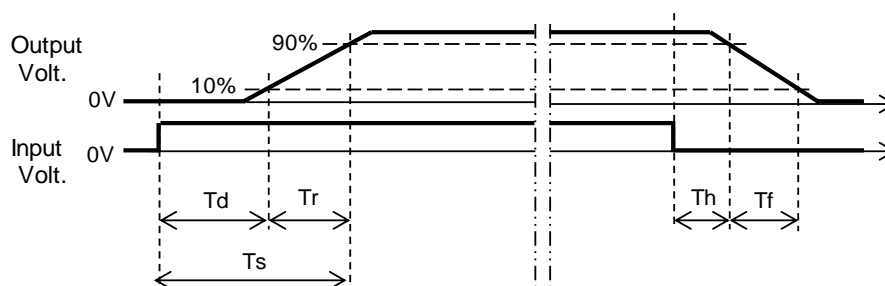 Output
Volt.
90%
10%
0V
Input
Volt.
0V
Td
Tr
Th
Tf
Ts